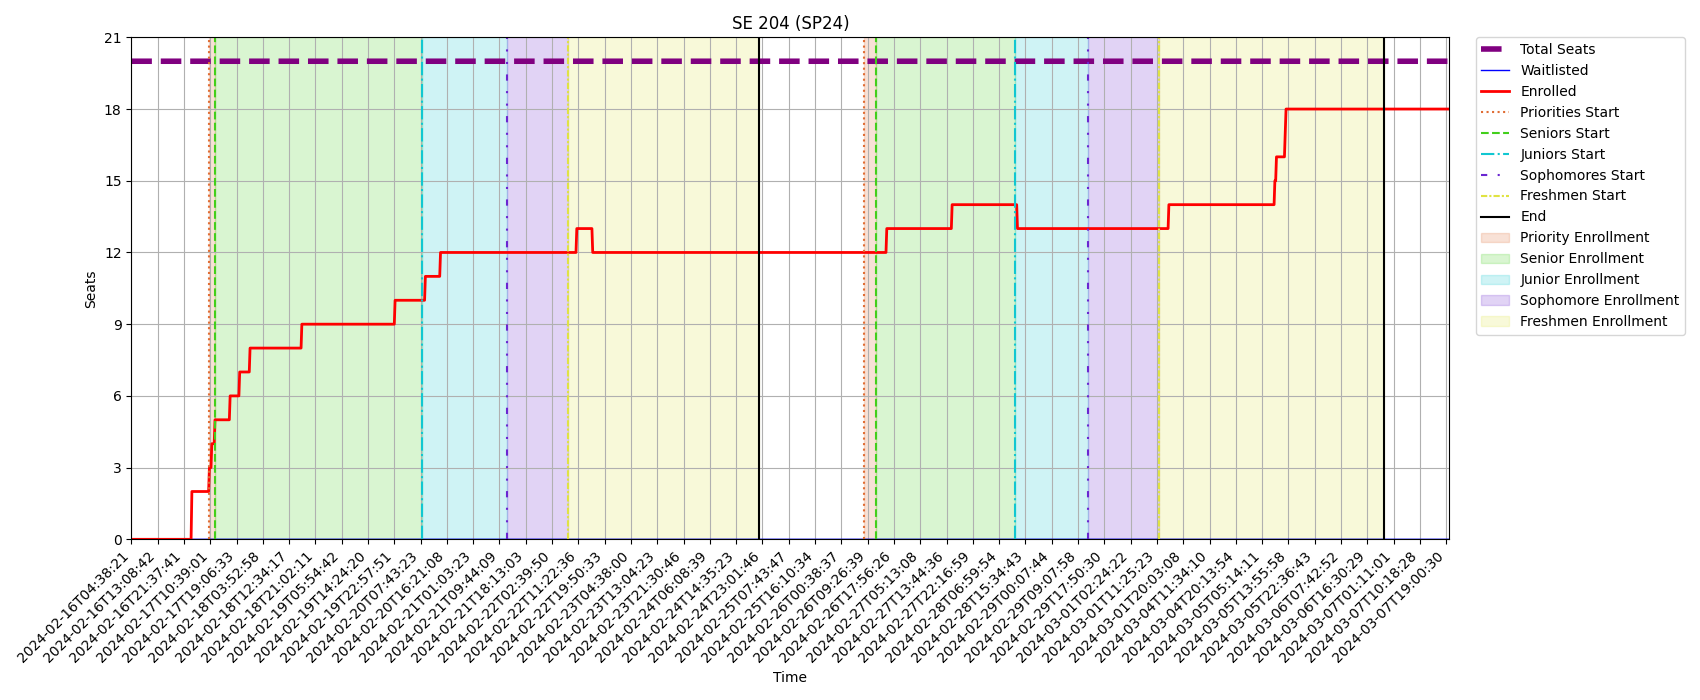 SE 204 (SP24)
21
18
15
12
9
6
3
0
Seats
2024-02-16T04:38:21
2024-02-16T13:08:42
2024-02-16T21:37:41
2024-02-17T10:39:01
2024-02-17T19:06:33
2024-02-18T03:52:58
2024-02-18T12:34:17
2024-02-18T21:02:11
2024-02-19T05:54:42
2024-02-19T14:24:20
2024-02-19T22:57:51
2024-02-20T07:43:23
2024-02-20T16:21:08
2024-02-21T01:03:23
2024-02-21T09:44:09
2024-02-21T18:13:03
2024-02-22T02:39:50
2024-02-22T11:22:36
2024-02-22T19:50:33
2024-02-23T04:38:00
2024-02-23T13:04:23
2024-02-23T21:30:46
2024-02-24T06:08:39
2024-02-24T14:35:23
2024-02-24T23:01:46
2024-02-25T07:43:47
2024-02-25T16:10:34
2024-02-26T00:38:37
2024-02-26T09:26:39
2024-02-26T17:56:26
2024-02-27T05:13:08
2024-02-27T13:44:36
2024-02-27T22:16:59
2024-02-28T06:59:54
2024-02-28T15:34:43
2024-02-29T00:07:44
2024-02-29T09:07:58
2024-02-29T17:50:30
2024-03-01T02:24:22
2024-03-01T11:25:23
2024-03-01T20:03:08
2024-03-04T11:34:10
2024-03-04T20:13:54
2024-03-05T05:14:11
2024-03-05T13:55:58
2024-03-05T22:36:43
2024-03-06T07:42:52
2024-03-06T16:30:29
2024-03-07T01:11:01
2024-03-07T10:18:28
2024-03-07T19:00:30
Time
Total Seats
Waitlisted
Enrolled
Priorities Start
Seniors Start
Juniors Start
Sophomores Start
Freshmen Start
End
Priority Enrollment
Senior Enrollment
Junior Enrollment
Sophomore Enrollment
Freshmen Enrollment